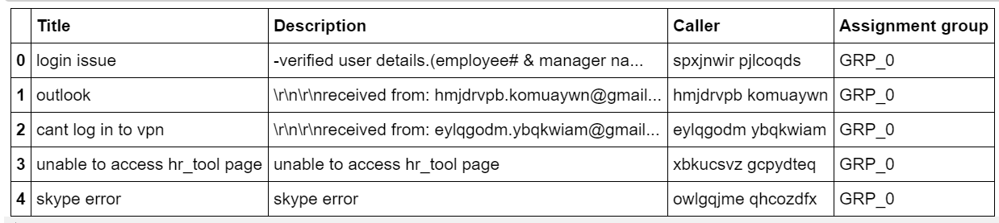 Title Description Caller Assignment group
0 login issue -verified user details.(employee# & manager na... spxjnwir pjlcoqds GRP_0
1 outlook \r\n\r\nreceived from: hmjdrvpb.komuaywn@gmail... hmjdrvpb komuaywn GRP_0
2 cant log in to vpn \r\n\r\nreceived from: eylqgodm.ybqkwiam@gmail... eylqgodm ybqkwiam GRP_0
3 unable to access hr_tool page unable to access hr_tool page xbkucsvz gcpydteq GRP_0
4 skype error skype error owlgqjme qhcozdfx GRP_0